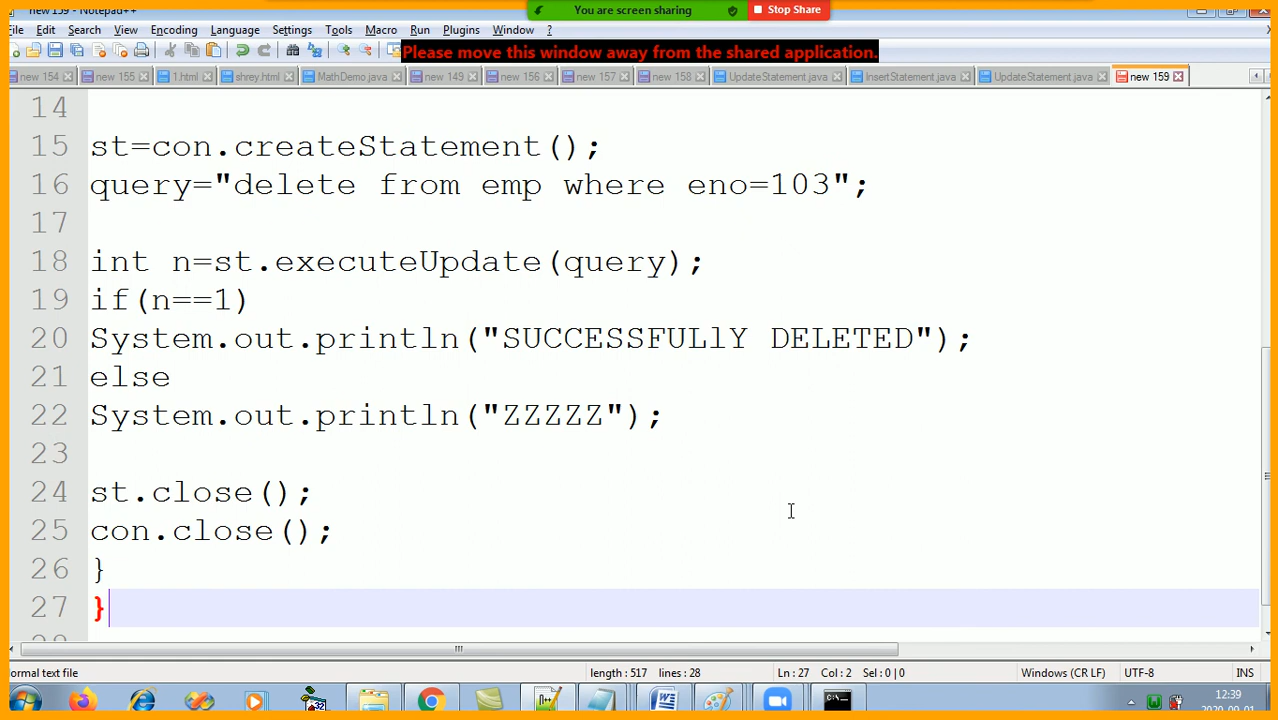 new 159 - Notepad++
You are screen sharing
Stop Share
File Edit Search View Encoding Language Settings Tools Macro Run Plugins Window ?
Please move this window away from the shared application.
new 154 new 155 1.html shrey.html MathDemo.java new 149 new 156 new 157 new 158 UpdateStatement.java InsertStatement.java UpdateStatement.java new 159
14
15 st=con.createStatement();
16 query="delete from emp where eno=103";
17
18 int n=st.executeUpdate(query);
19 if(n==1)
20 System.out.println("SUCCESSFULlY DELETED");
21 else
22 System.out.println("ZZZZZ");
23
24 st.close();
25 con.close();
26 }
27 }
ormal text file length : 517 lines : 28 Ln : 27 Col : 2 Sel : 0 | 0 Windows (CR LF) UTF-8 INS
12:39
2020-09-01